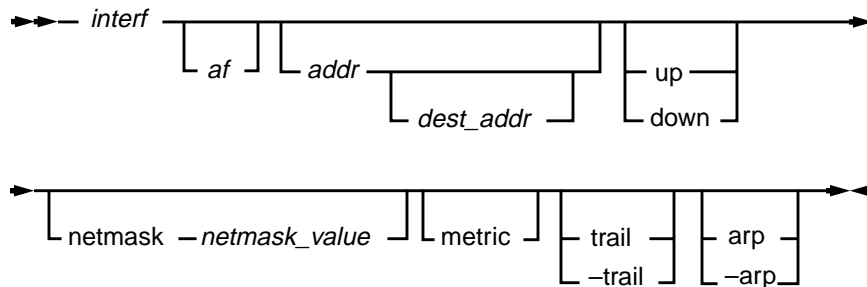 interf
af addr up
dest_addr down
netmask netmask_value metric trail arp
–trail –arp